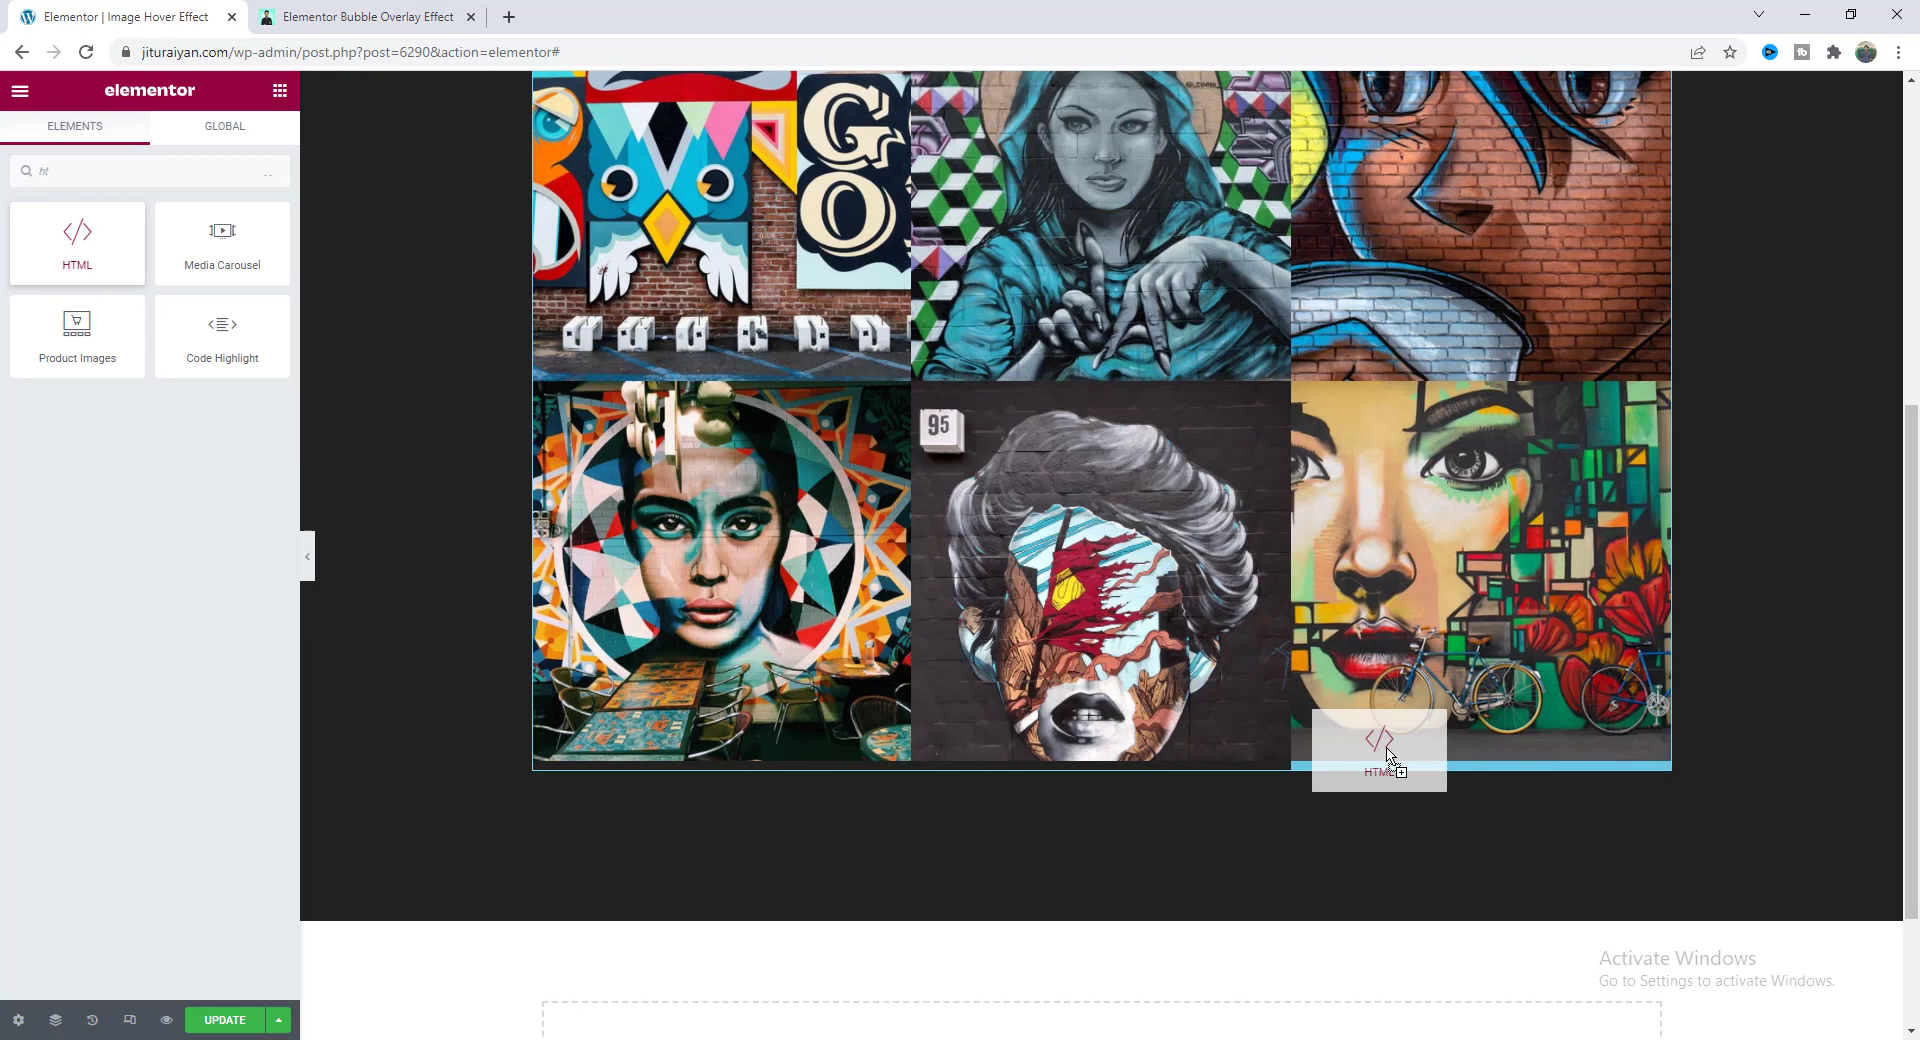 Elementor | Image Hover Effect
Elementor Bubble Overlay Effect
jituraiyan.com/wp-admin/post.php?post=6290&action=elementor#
elementor
ELEMENTS
GLOBAL
ht
HTML
Media Carousel
Product Images
Code Highlight
GO
95
HTML
Activate Windows
Go to Settings to activate Windows.
UPDATE